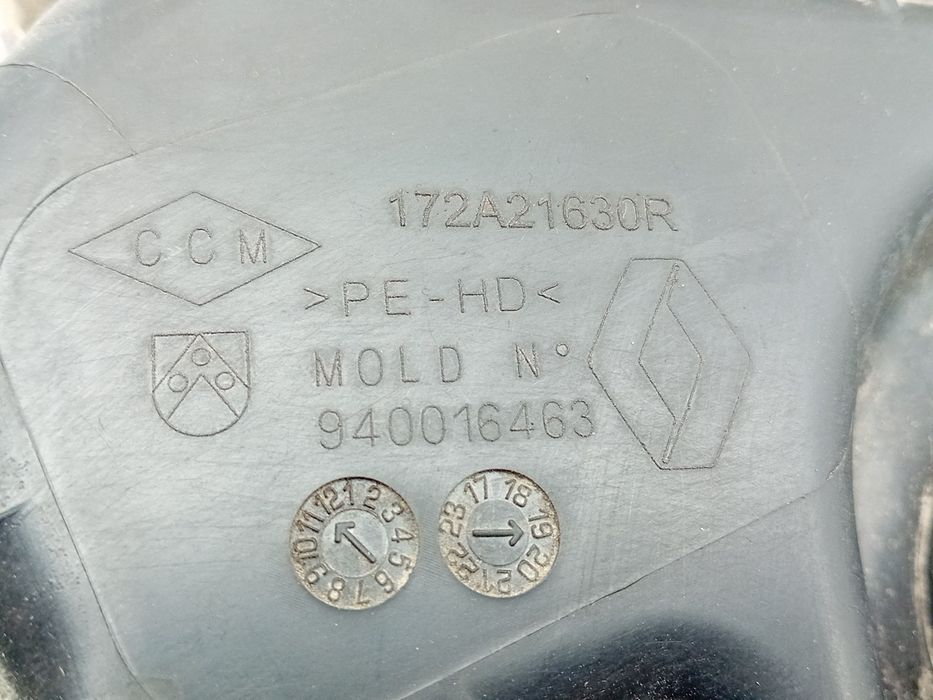 172A21630R
CCM
>PE-HD<
MOLD N°
940016463
1 2 3 4 5 6 7 8 9 10 11 12
17 18 19 20 21 22 23